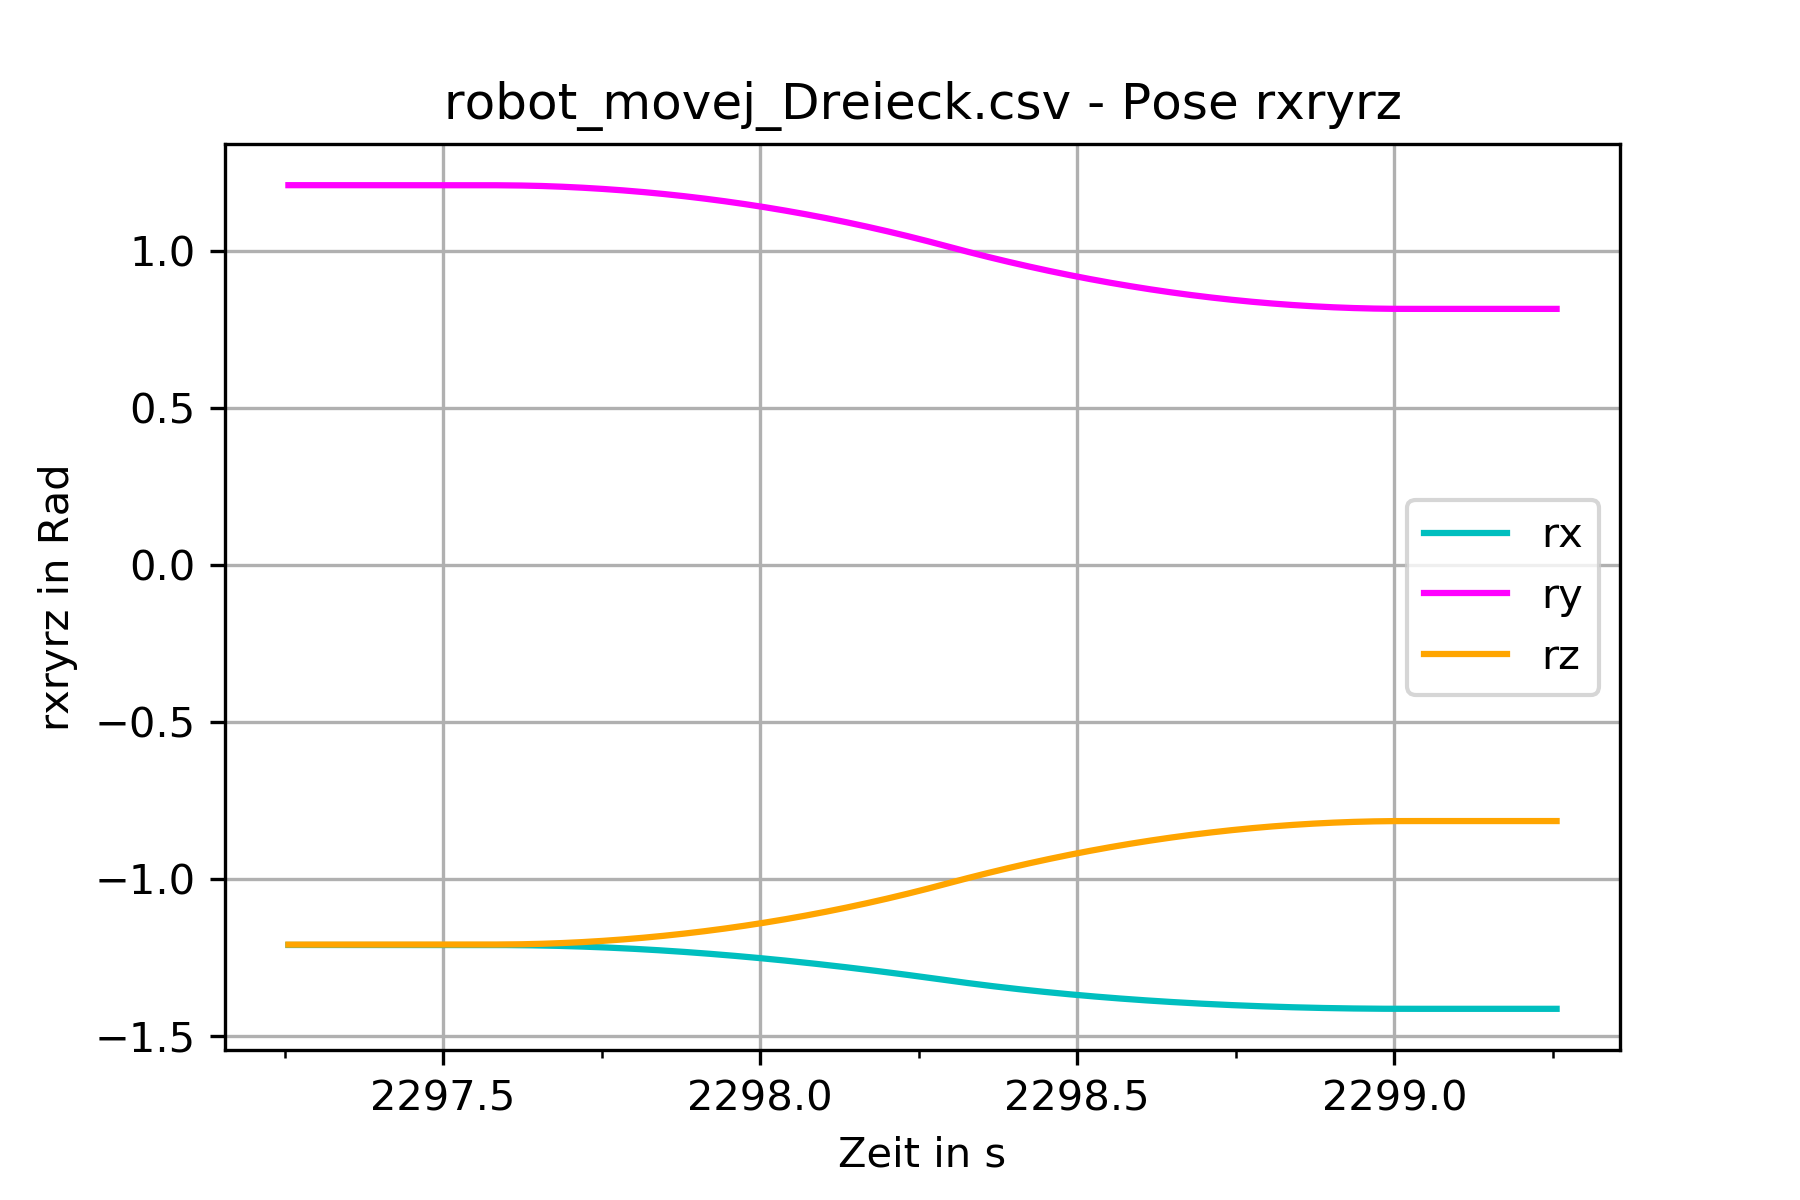 robot_movej_Dreieck.csv - Pose rxryrz
rxryrz in Rad
1.0
0.5
0.0
−0.5
−1.0
−1.5
rx
ry
rz
2297.5 2298.0 2298.5 2299.0
Zeit in s